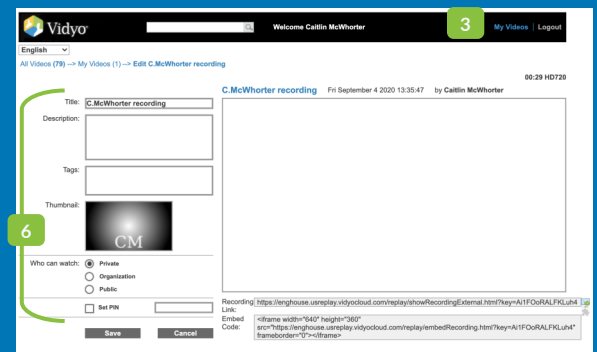 Vidyo
Welcome Caitlin McWhorter
3
My Videos | Logout
English
All Videos (79) --> My Videos (1) --> Edit C.McWhorter recording
00:29 HD720
C.McWhorter recording Fri September 4 2020 13:35:47 by Caitlin McWhorter
Title: C.McWhorter recording
Description:
Tags:
Thumbnail:
CM
6
Who can watch: Private
Organization
Public
Set PIN
Save Cancel
Recording Link: https://enghouse.usreplay.vidyocloud.com/replay/showRecordingExternal.html?key=Ai1FOoRALFKLuh4
Embed Code: <iframe width="640" height="360"
src="https://enghouse.usreplay.vidyocloud.com/replay/embedRecording.html?key=Ai1FOoRALFKLuh4"
frameborder="0"></iframe>